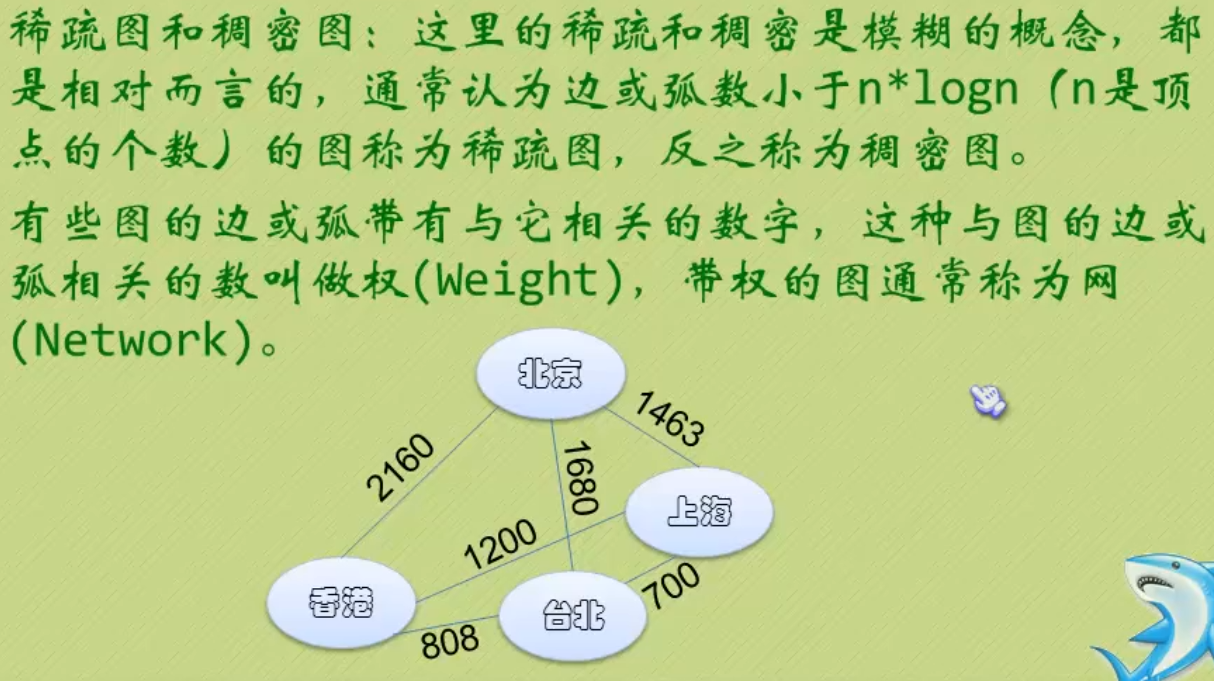 稀疏图和稠密图：这里的稀疏和稠密是模糊的概念，都
是相对而言的，通常认为边或弧数小于n*logn（n是顶
点的个数）的图称为稀疏图，反之称为稠密图。
有些图的边或弧带有与它相关的数字，这种与图的边或
弧相关的数叫做权(Weight)，带权的图通常称为网
(Network)。
北京
1463
2160
1680
上海
1200
700
香港
台北
808